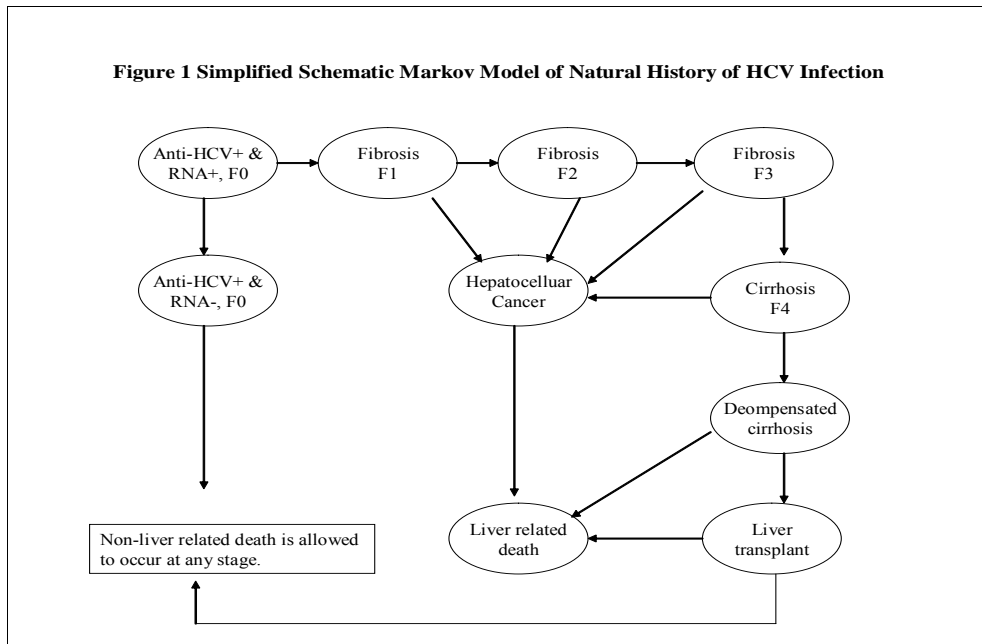 Figure 1 Simplified Schematic Markov Model of Natural History of HCV Infection
Anti-HCV+ &
RNA+, F0
Fibrosis
F1
Fibrosis
F2
Fibrosis
F3
Anti-HCV+ &
RNA-, F0
Hepatocelluar
Cancer
Cirrhosis
F4
Deompensated
cirrhosis
Non-liver related death is allowed
to occur at any stage.
Liver related
death
Liver
transplant